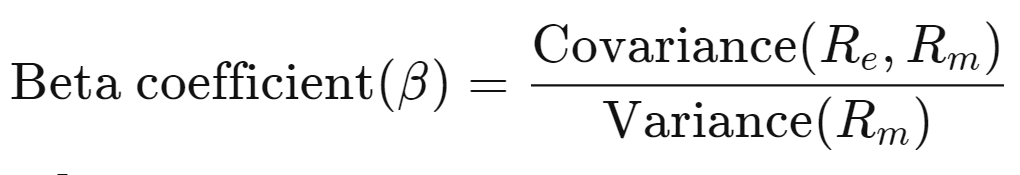 Beta coefficient(β) = Covariance(Rₑ, Rₘ)
Variance(Rₘ)